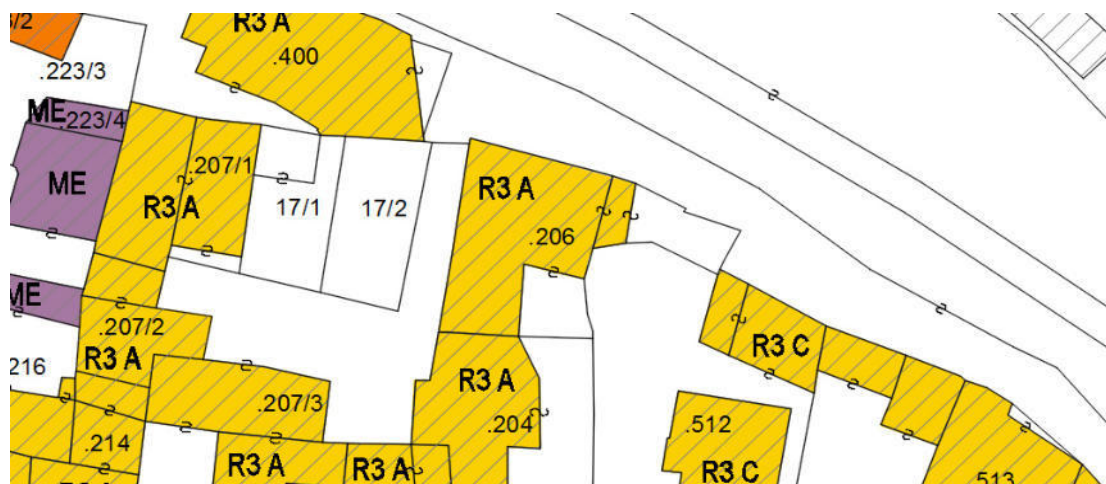 R3 A
.400
.223/3
ME
.223/4
.207/1
ME
R3 A
17/1
17/2
R3 A
.206
ME
.207/2
R3 A
R3 C
216
R3 A
.207/3
.204
.512
.214
R3 A
R3 A
R3 C
.513